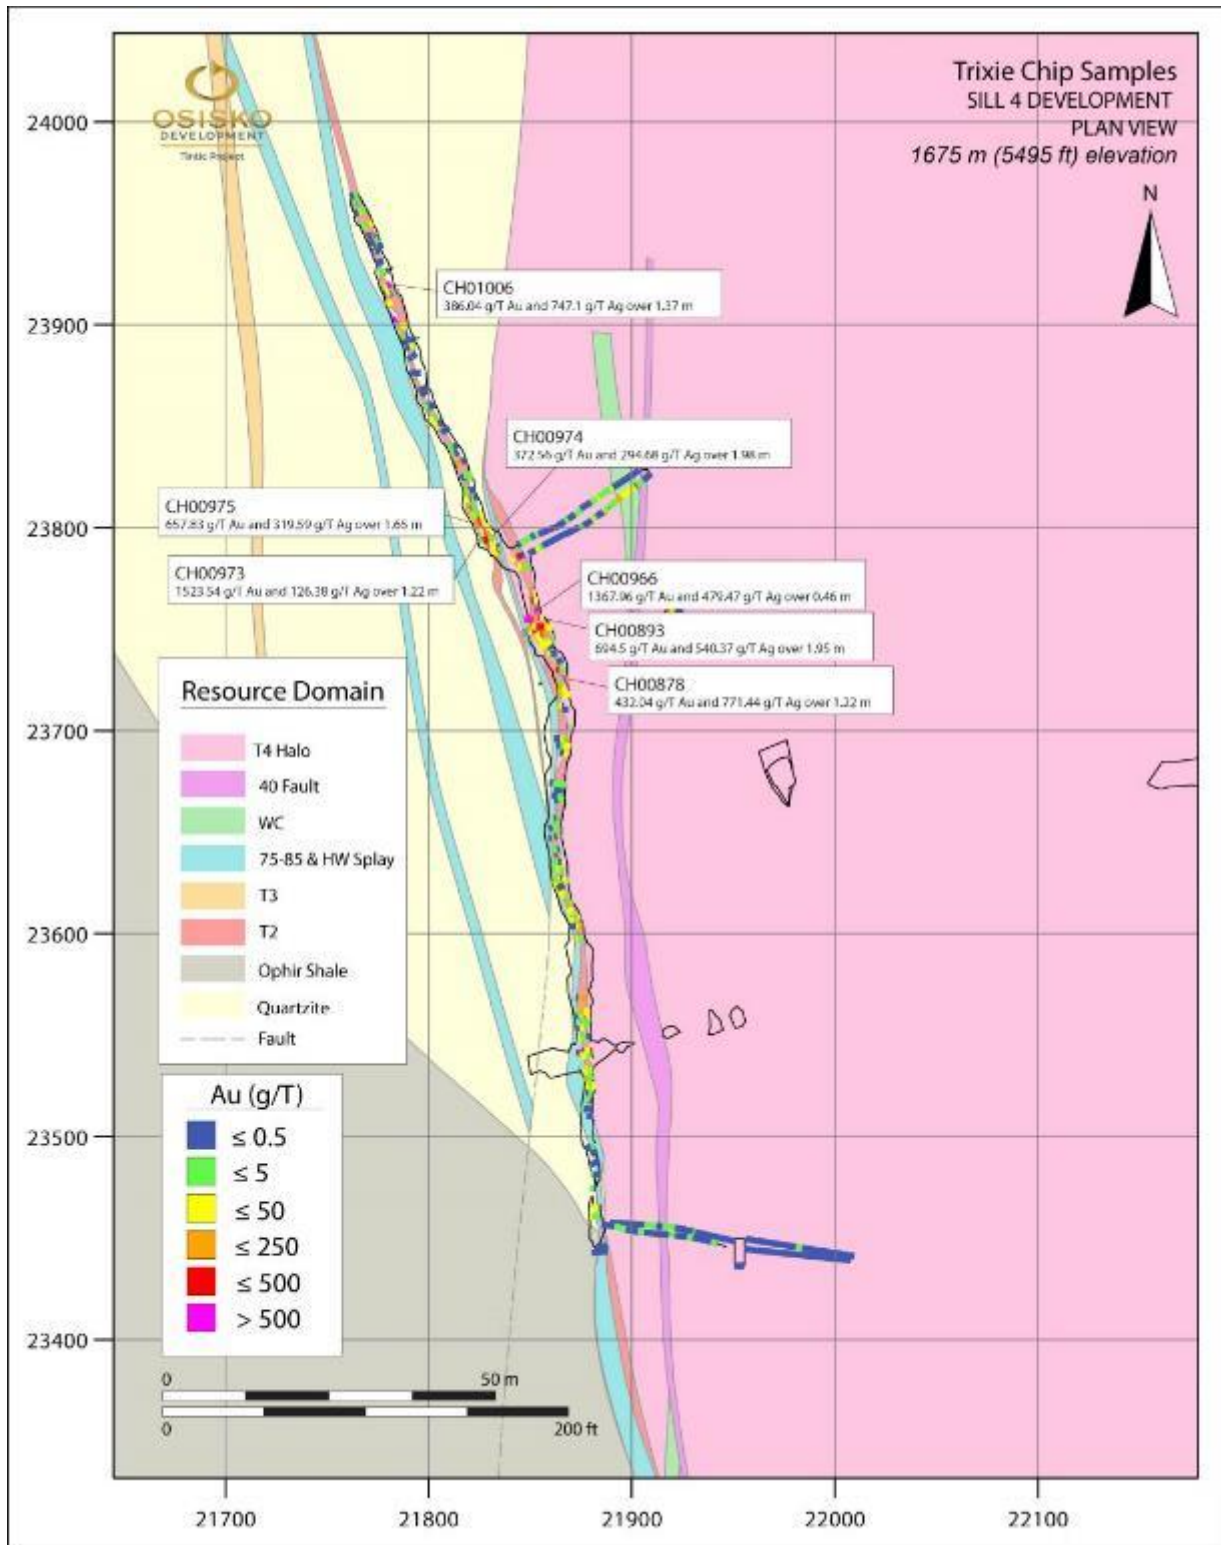 Trixie Chip Samples
SILL 4 DEVELOPMENT
PLAN VIEW
1675 m (5495 ft) elevation
N
OSISKO
DEVELOPMENT
Tintic Project
24000
23900
23800
23700
23600
23500
23400
CH01006
386.04 g/T Au and 747.1 g/T Ag over 1.37 m
CH00974
372.56 g/T Au and 294.68 g/T Ag over 1.98 m
CH00975
657.83 g/T Au and 319.59 g/T Ag over 1.66 m
CH00973
1523.54 g/T Au and 126.38 g/T Ag over 1.22 m
CH00966
1367.96 g/T Au and 479.47 g/T Ag over 0.46 m
CH00893
694.5 g/T Au and 540.37 g/T Ag over 1.95 m
CH00878
432.04 g/T Au and 771.44 g/T Ag over 1.22 m
Resource Domain
T4 Halo
40 Fault
WC
75-85 & HW Splay
T3
T2
Ophir Shale
Quartzite
Fault
Au (g/T)
≤ 0.5
≤ 5
≤ 50
≤ 250
≤ 500
> 500
0 50 m
0 200 ft
21700 21800 21900 22000 22100